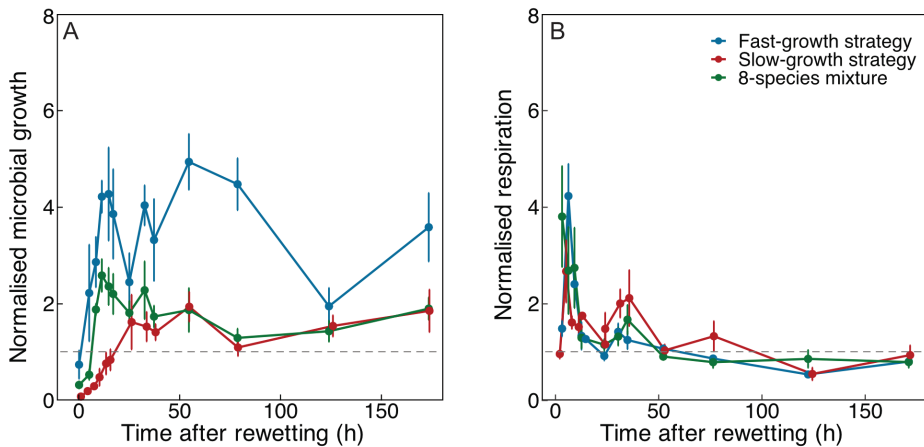 A
Normalised microbial growth
8
6
4
2
0
0
50
100
150
Time after rewetting (h)
B
Fast-growth strategy
Slow-growth strategy
8-species mixture
Normalised respiration
8
6
4
2
0
0
50
100
150
Time after rewetting (h)